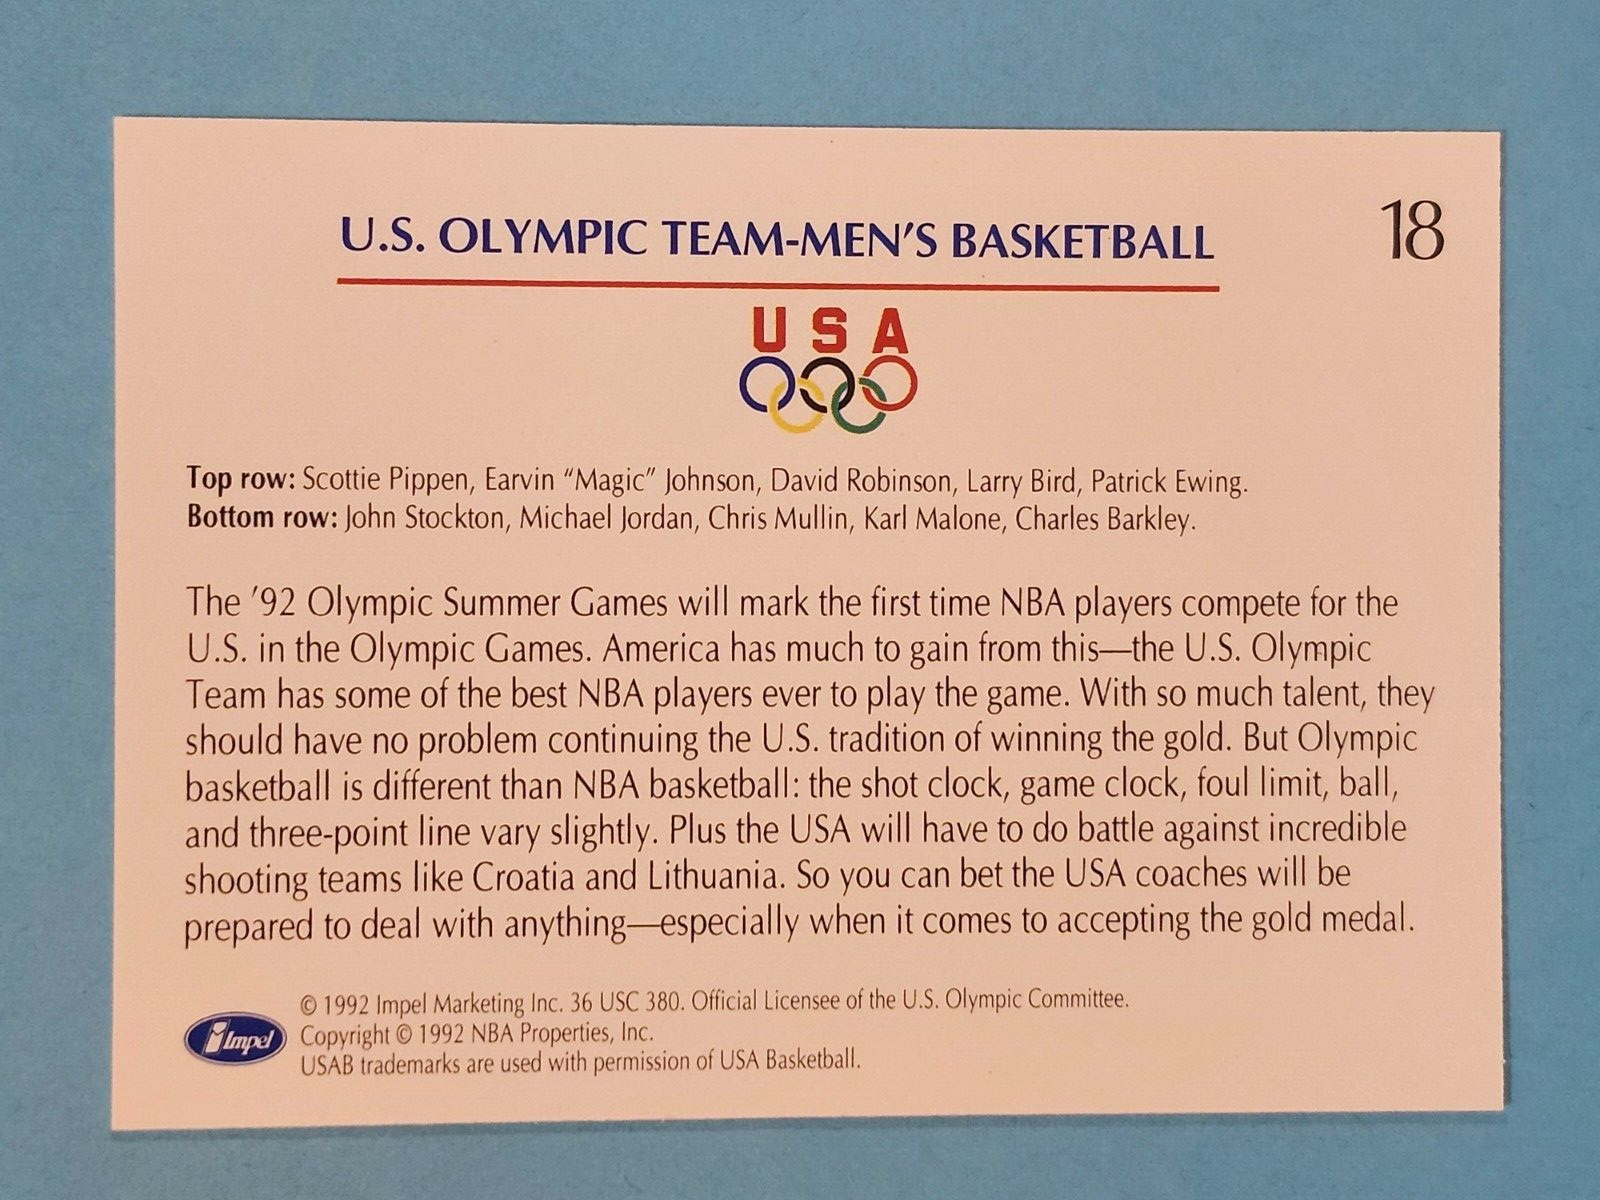 U.S. OLYMPIC TEAM-MEN'S BASKETBALL
18
USA
Top row: Scottie Pippen, Earvin “Magic” Johnson, David Robinson, Larry Bird, Patrick Ewing.
Bottom row: John Stockton, Michael Jordan, Chris Mullin, Karl Malone, Charles Barkley.
The ’92 Olympic Summer Games will mark the first time NBA players compete for the
U.S. in the Olympic Games. America has much to gain from this—the U.S. Olympic
Team has some of the best NBA players ever to play the game. With so much talent, they
should have no problem continuing the U.S. tradition of winning the gold. But Olympic
basketball is different than NBA basketball: the shot clock, game clock, foul limit, ball,
and three-point line vary slightly. Plus the USA will have to do battle against incredible
shooting teams like Croatia and Lithuania. So you can bet the USA coaches will be
prepared to deal with anything—especially when it comes to accepting the gold medal.
Impel
© 1992 Impel Marketing Inc. 36 USC 380. Official Licensee of the U.S. Olympic Committee.
Copyright © 1992 NBA Properties, Inc.
USAB trademarks are used with permission of USA Basketball.